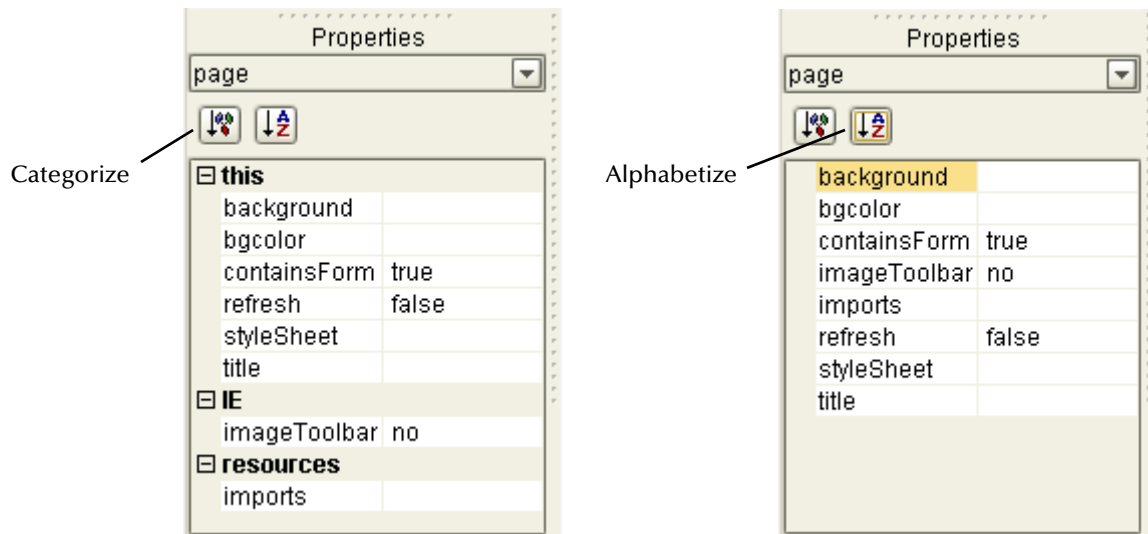 Properties
page
Categorize
this
background
bgcolor
containsForm true
refresh false
styleSheet
title
IE
imageToolbar no
resources
imports
Properties
page
Alphabetize
background
bgcolor
containsForm true
imageToolbar no
imports
refresh false
styleSheet
title